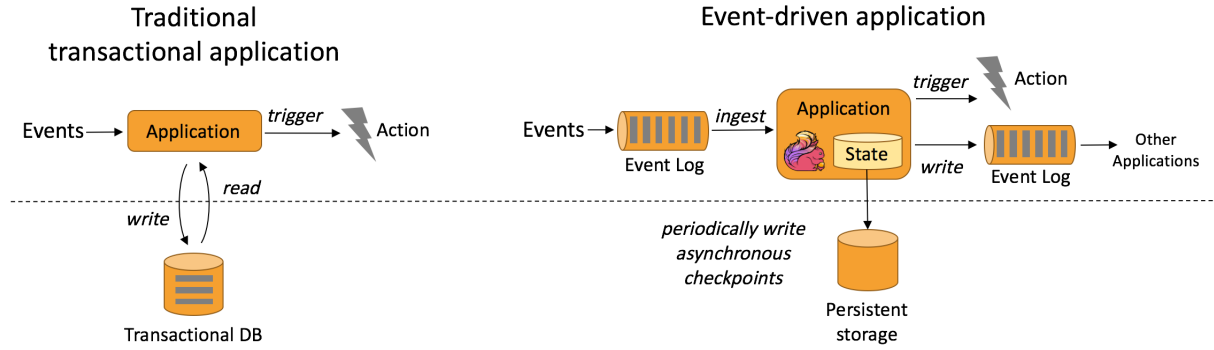 Traditional
transactional application
Events
Application
trigger
Action
read
write
Transactional DB
Event-driven application
Events
Event Log
ingest
Application
State
trigger
Action
write
Event Log
Other
Applications
periodically write
asynchronous
checkpoints
Persistent
storage